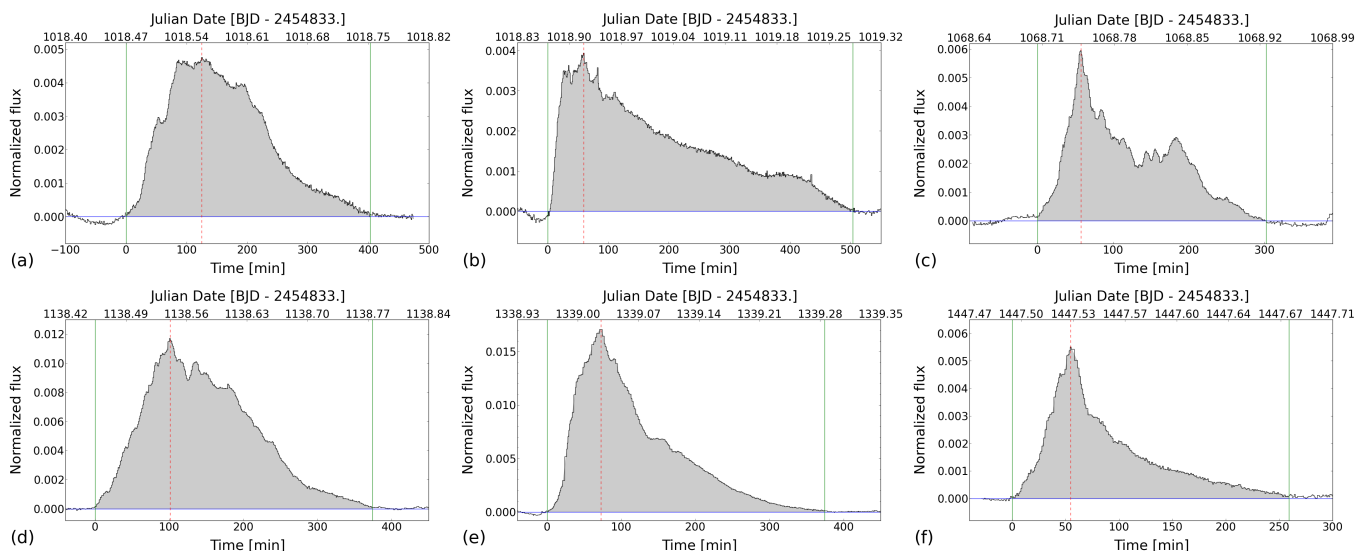 Julian Date [BJD - 2454833.]
1018.40 1018.47 1018.54 1018.61 1018.68 1018.75 1018.82
Normalized flux
0.005
0.004
0.003
0.002
0.001
0.000
−100 0 100 200 300 400 500
(a) Time [min]
Julian Date [BJD - 2454833.]
1018.83 1018.90 1018.97 1019.04 1019.11 1019.18 1019.25 1019.32
Normalized flux
0.004
0.003
0.002
0.001
0.000
0 100 200 300 400 500
(b) Time [min]
Julian Date [BJD - 2454833.]
1068.64 1068.71 1068.78 1068.85 1068.92 1068.99
Normalized flux
0.006
0.005
0.004
0.003
0.002
0.001
0.000
0 100 200 300
(c) Time [min]
Julian Date [BJD - 2454833.]
1138.42 1138.49 1138.56 1138.63 1138.70 1138.77 1138.84
Normalized flux
0.012
0.010
0.008
0.006
0.004
0.002
0.000
0 100 200 300 400
(d) Time [min]
Julian Date [BJD - 2454833.]
1338.93 1339.00 1339.07 1339.14 1339.21 1339.28 1339.35
Normalized flux
0.015
0.010
0.005
0.000
0 100 200 300 400
(e) Time [min]
Julian Date [BJD - 2454833.]
1447.47 1447.50 1447.53 1447.57 1447.60 1447.64 1447.67 1447.71
Normalized flux
0.006
0.005
0.004
0.003
0.002
0.001
0.000
0 50 100 150 200 250 300
(f) Time [min]